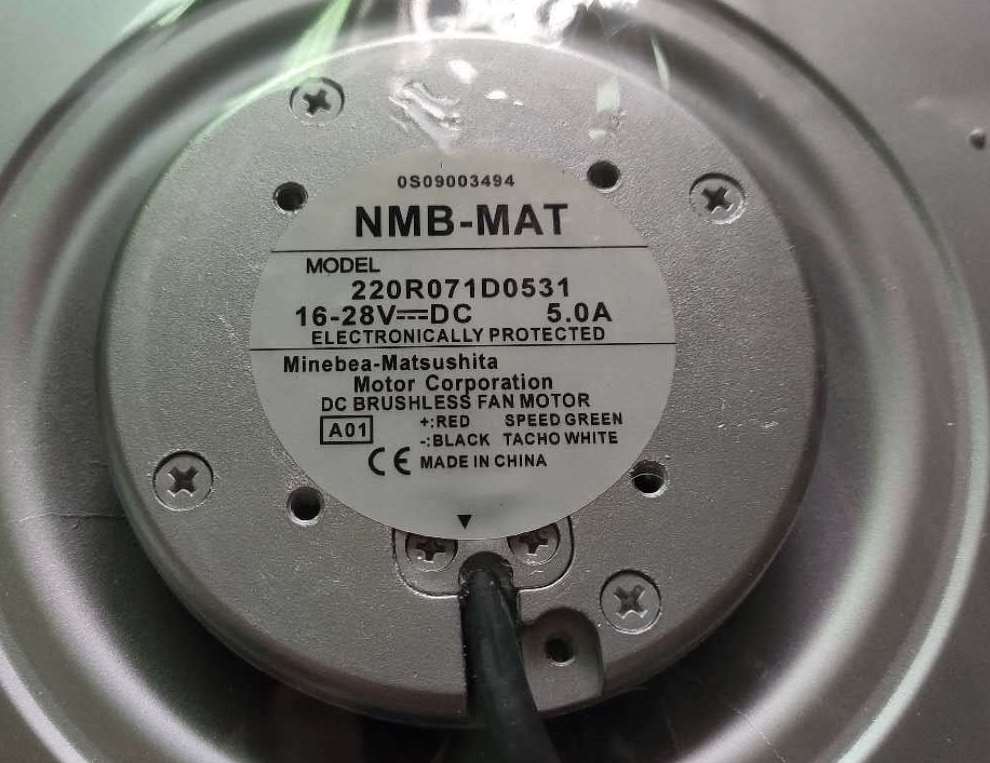 0S09003494
NMB-MAT
MODEL
220R071D0531
16-28V⎓DC 5.0A
ELECTRONICALLY PROTECTED
Minebea-Matsushita
Motor Corporation
DC BRUSHLESS FAN MOTOR
A01 +:RED SPEED GREEN
-:BLACK TACHO WHITE
CE MADE IN CHINA